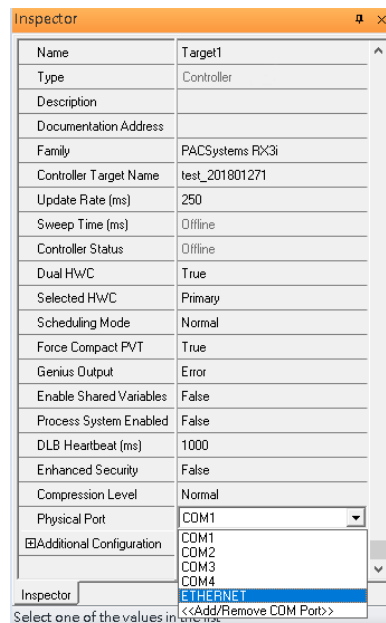 Inspector
Name Target1
Type Controller
Description
Documentation Address
Family PACSystems RX3i
Controller Target Name test_201801271
Update Rate (ms) 250
Sweep Time (ms) Offline
Controller Status Offline
Dual HWC True
Selected HWC Primary
Scheduling Mode Normal
Force Compact PVT True
Genius Output Error
Enable Shared Variables False
Process System Enabled False
DLB Heartbeat (ms) 1000
Enhanced Security False
Compression Level Normal
Physical Port COM1
Additional Configuration
COM1
COM2
COM3
COM4
ETHERNET
<<Add/Remove COM Port>>
Inspector
Select one of the values in the list